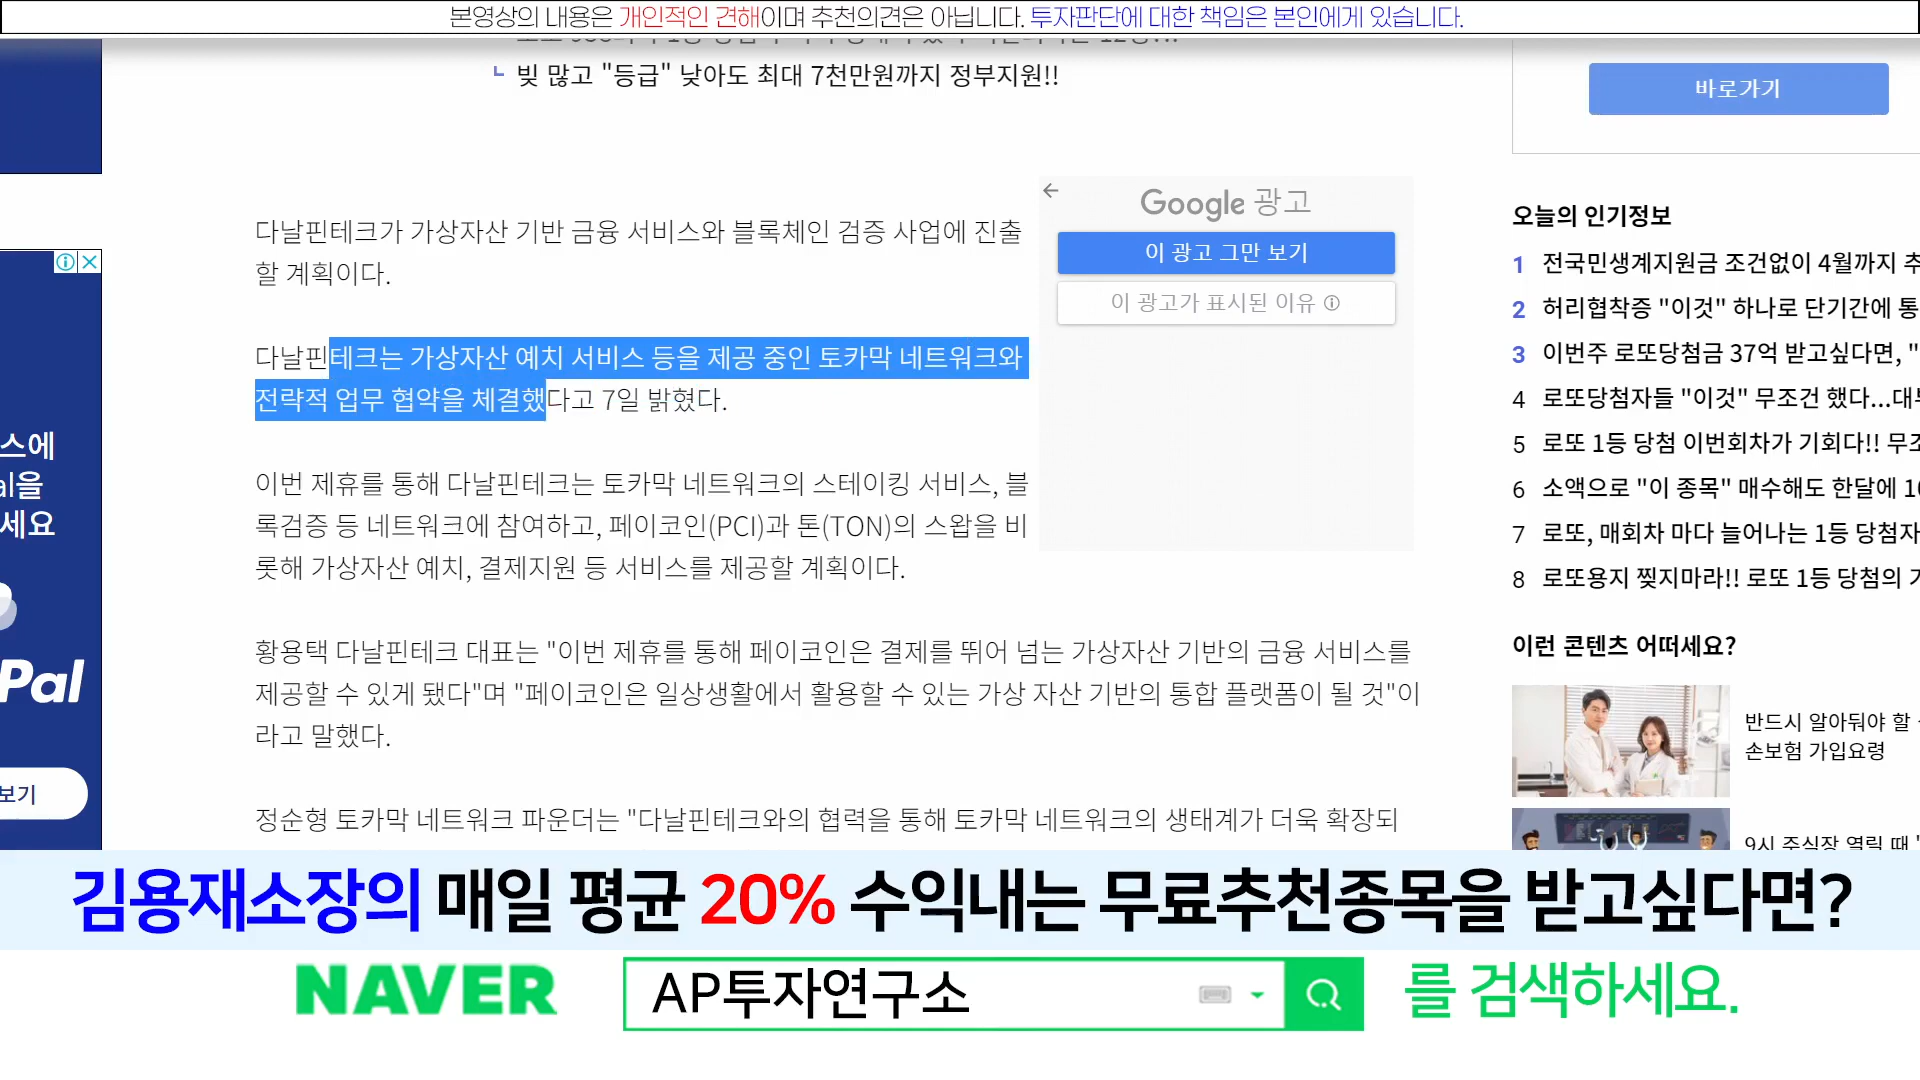 본영상의 내용은 개인적인 견해이며 추천의견은 아닙니다. 투자판단에 대한 책임은 본인에게 있습니다.
빚 많고 "등급" 낮아도 최대 7천만원까지 정부지원!!
바로가기
다날핀테크가 가상자산 기반 금융 서비스와 블록체인 검증 사업에 진출
할 계획이다.
다날핀테크는 가상자산 예치 서비스 등을 제공 중인 토카막 네트워크와
전략적 업무 협약을 체결했다고 7일 밝혔다.
이번 제휴를 통해 다날핀테크는 토카막 네트워크의 스테이킹 서비스, 블
록검증 등 네트워크에 참여하고, 페이코인(PCI)과 톤(TON)의 스왑을 비
롯해 가상자산 예치, 결제지원 등 서비스를 제공할 계획이다.
황용택 다날핀테크 대표는 "이번 제휴를 통해 페이코인은 결제를 뛰어 넘는 가상자산 기반의 금융 서비스를
제공할 수 있게 됐다"며 "페이코인은 일상생활에서 활용할 수 있는 가상 자산 기반의 통합 플랫폼이 될 것"이
라고 말했다.
정순형 토카막 네트워크 파운더는 "다날핀테크와의 협력을 통해 토카막 네트워크의 생태계가 더욱 확장되
Google 광고
이 광고 그만 보기
이 광고가 표시된 이유
오늘의 인기정보
1 전국민생계지원금 조건없이 4월까지 추
2 허리협착증 "이것" 하나로 단기간에 통
3 이번주 로또당첨금 37억 받고싶다면, "
4 로또당첨자들 "이것" 무조건 했다...대부
5 로또 1등 당첨 이번회차가 기회다!! 무조
6 소액으로 "이 종목" 매수해도 한달에 10
7 로또, 매회차 마다 늘어나는 1등 당첨자
8 로또용지 찢지마라!! 로또 1등 당첨의 기
이런 콘텐츠 어떠세요?
반드시 알아둬야 할
손보험 가입요령
9시 주식장 열릴 때 "
스에
al을
세요
Pal
보기
김용재소장의 매일 평균 20% 수익내는 무료추천종목을 받고싶다면?
NAVER AP투자연구소 를 검색하세요.